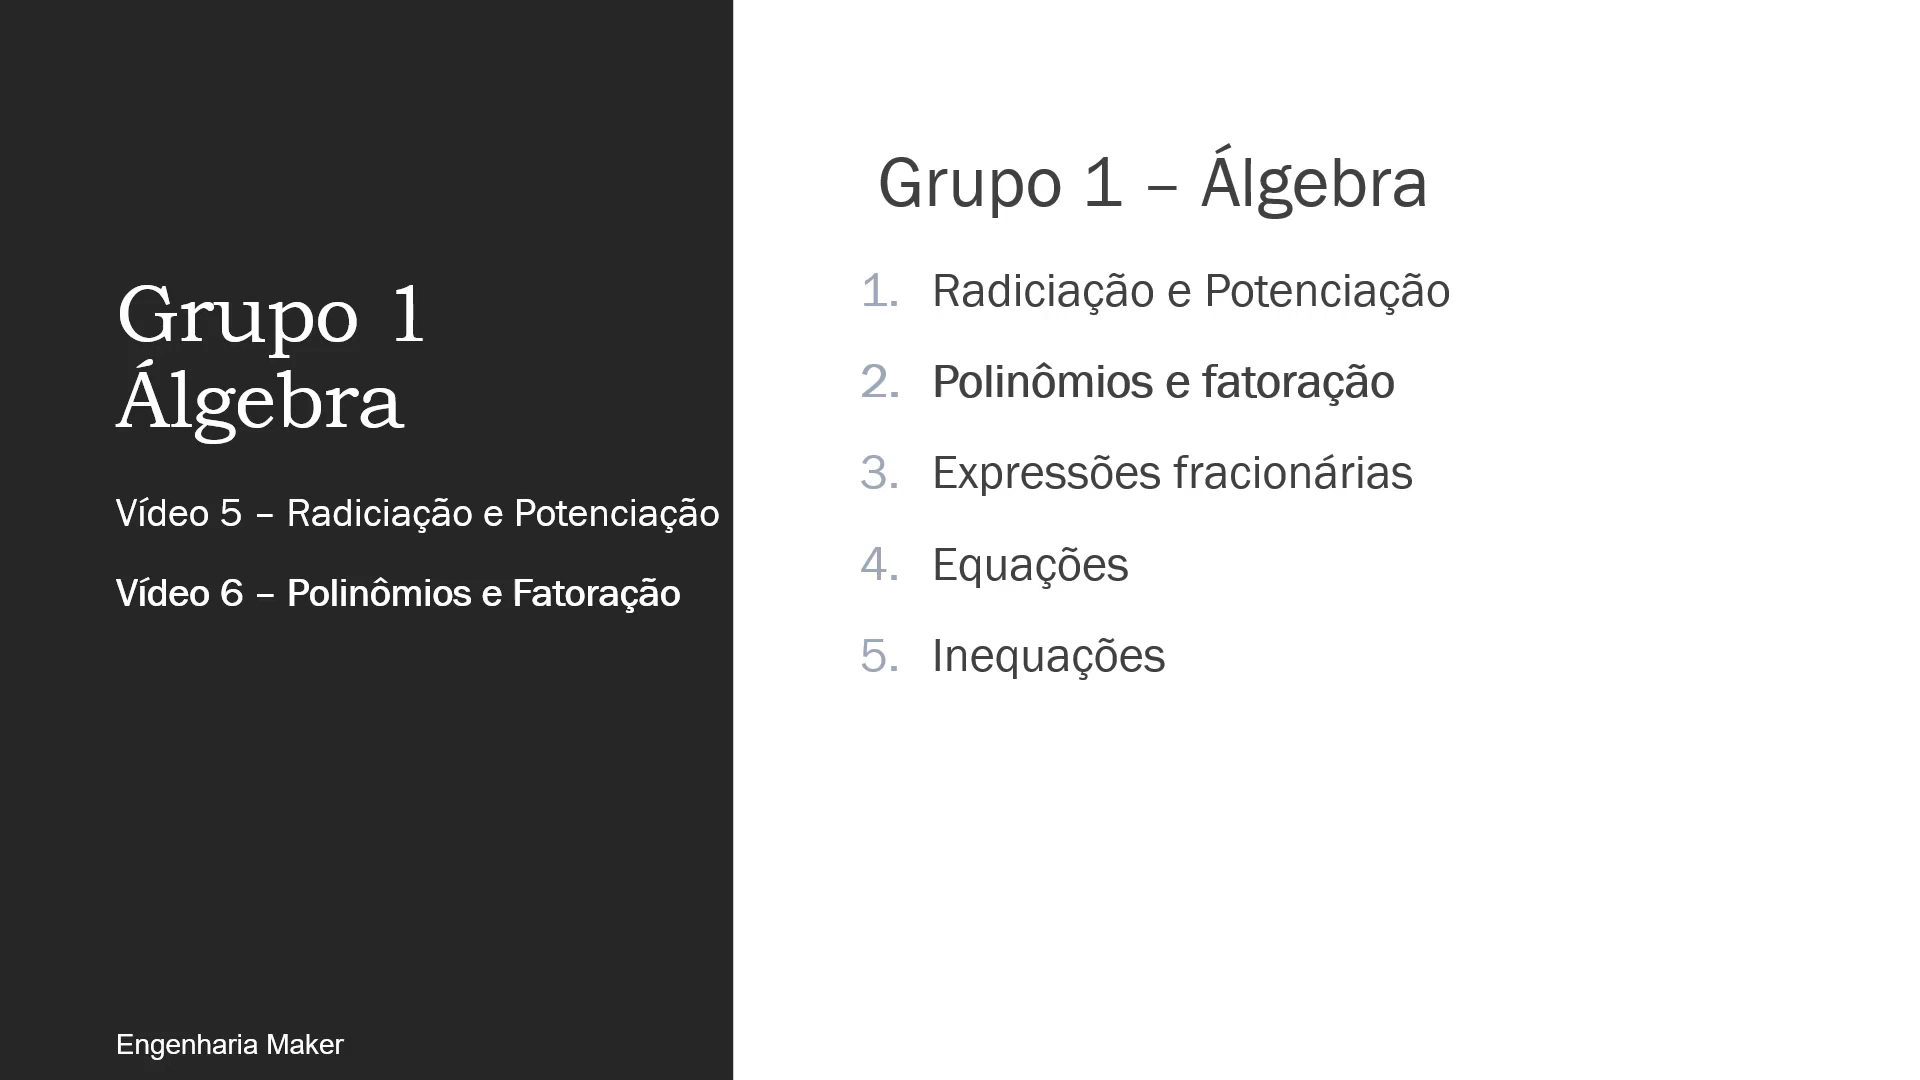 Grupo 1
Álgebra
Vídeo 5 – Radiciação e Potenciação
Vídeo 6 – Polinômios e Fatoração
Engenharia Maker
Grupo 1 – Álgebra
1. Radiciação e Potenciação
2. Polinômios e fatoração
3. Expressões fracionárias
4. Equações
5. Inequações